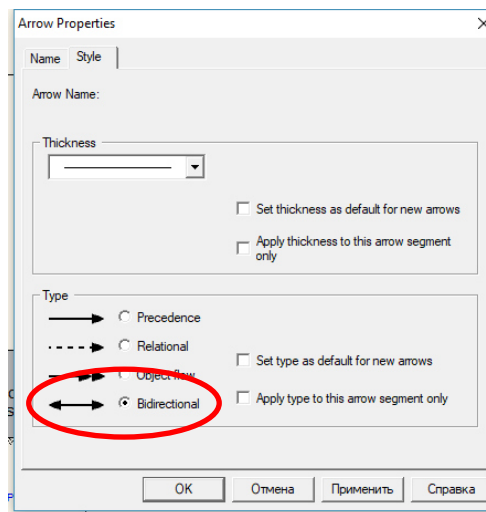 Arrow Properties
Name Style
Arrow Name:
Thickness
Set thickness as default for new arrows
Apply thickness to this arrow segment
only
Type
Precedence
Relational
Set type as default for new arrows
Object flow
Bidirectional
Apply type to this arrow segment only
OK Отмена Применить Справка